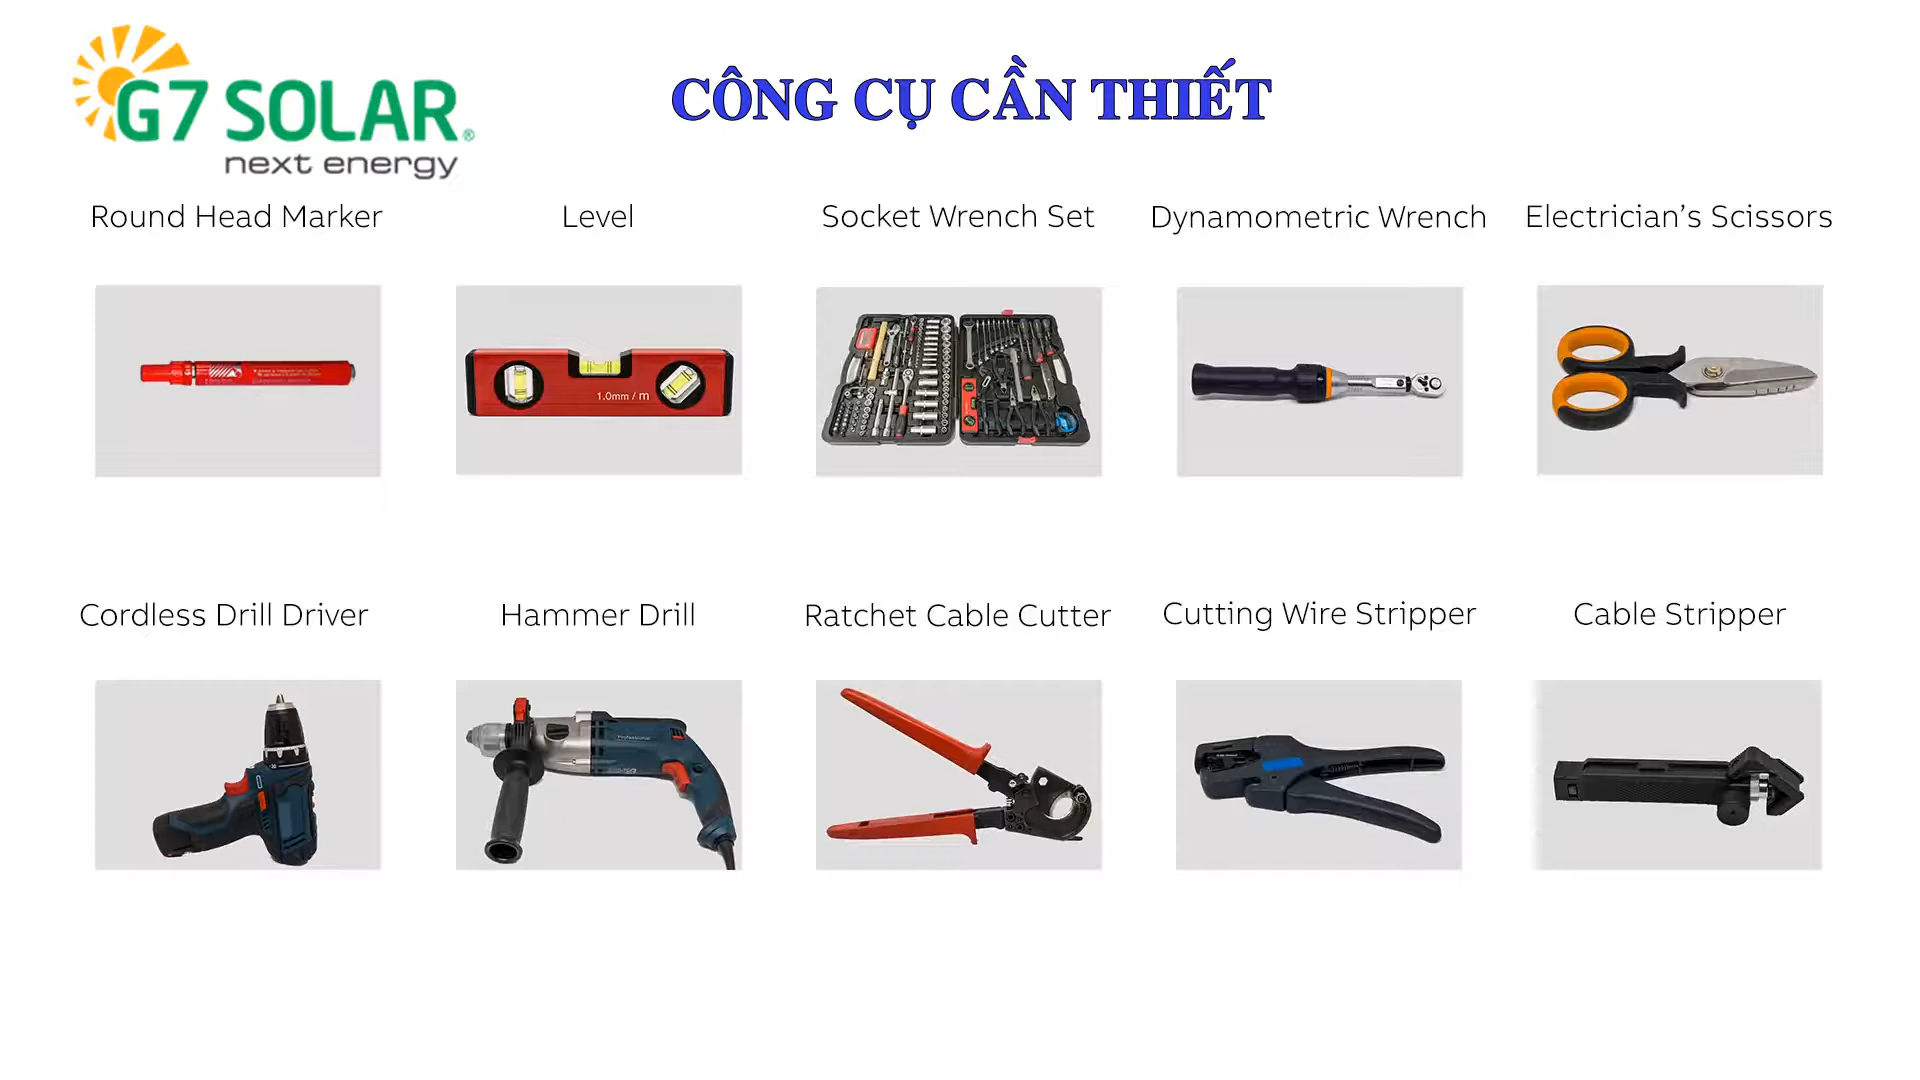 G7 SOLAR®
next energy
CÔNG CỤ CẦN THIẾT
Round Head Marker
Level
Socket Wrench Set
Dynamometric Wrench
Electrician’s Scissors
1.0mm / m
Cordless Drill Driver
Hammer Drill
Ratchet Cable Cutter
Cutting Wire Stripper
Cable Stripper
Professional